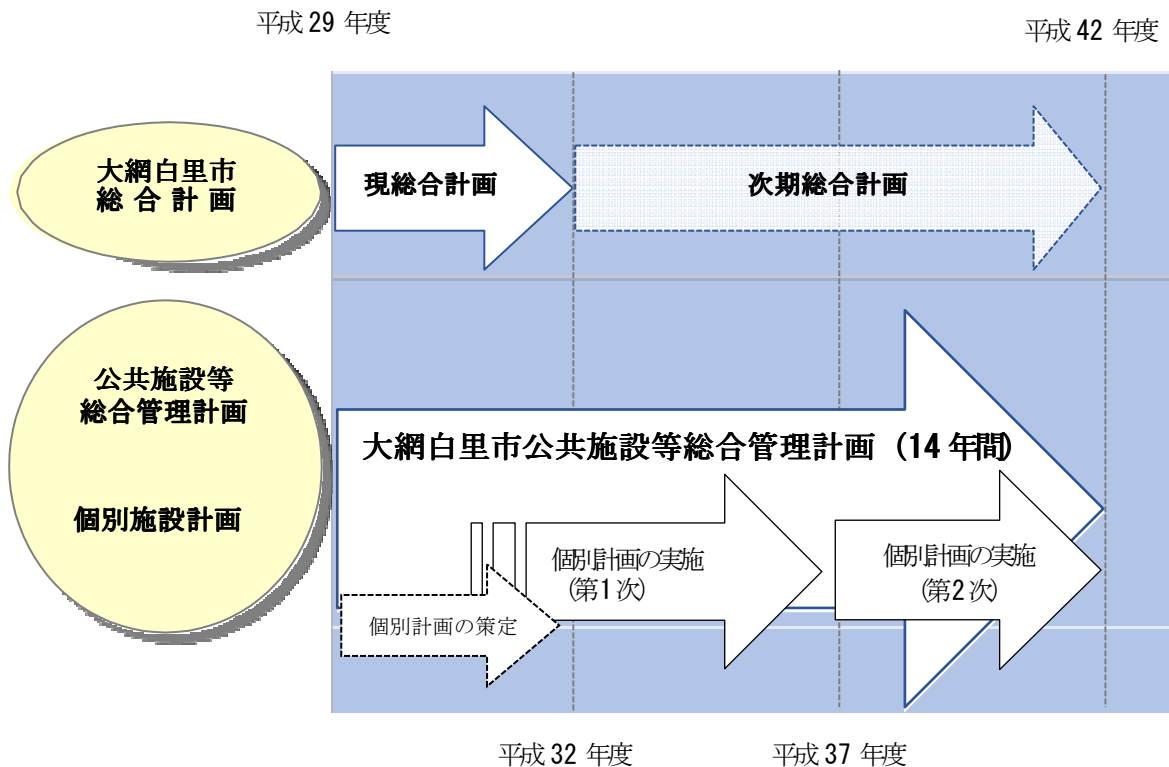 平成 29 年度
平成 42 年度
大網白里市
総 合 計 画
現総合計画
次期総合計画
公共施設等
総合管理計画
個別施設計画
大網白里市公共施設等総合管理計画（14 年間）
個別計画の実施
(第1次)
個別計画の実施
(第2次)
個別計画の策定
平成 32 年度
平成 37 年度